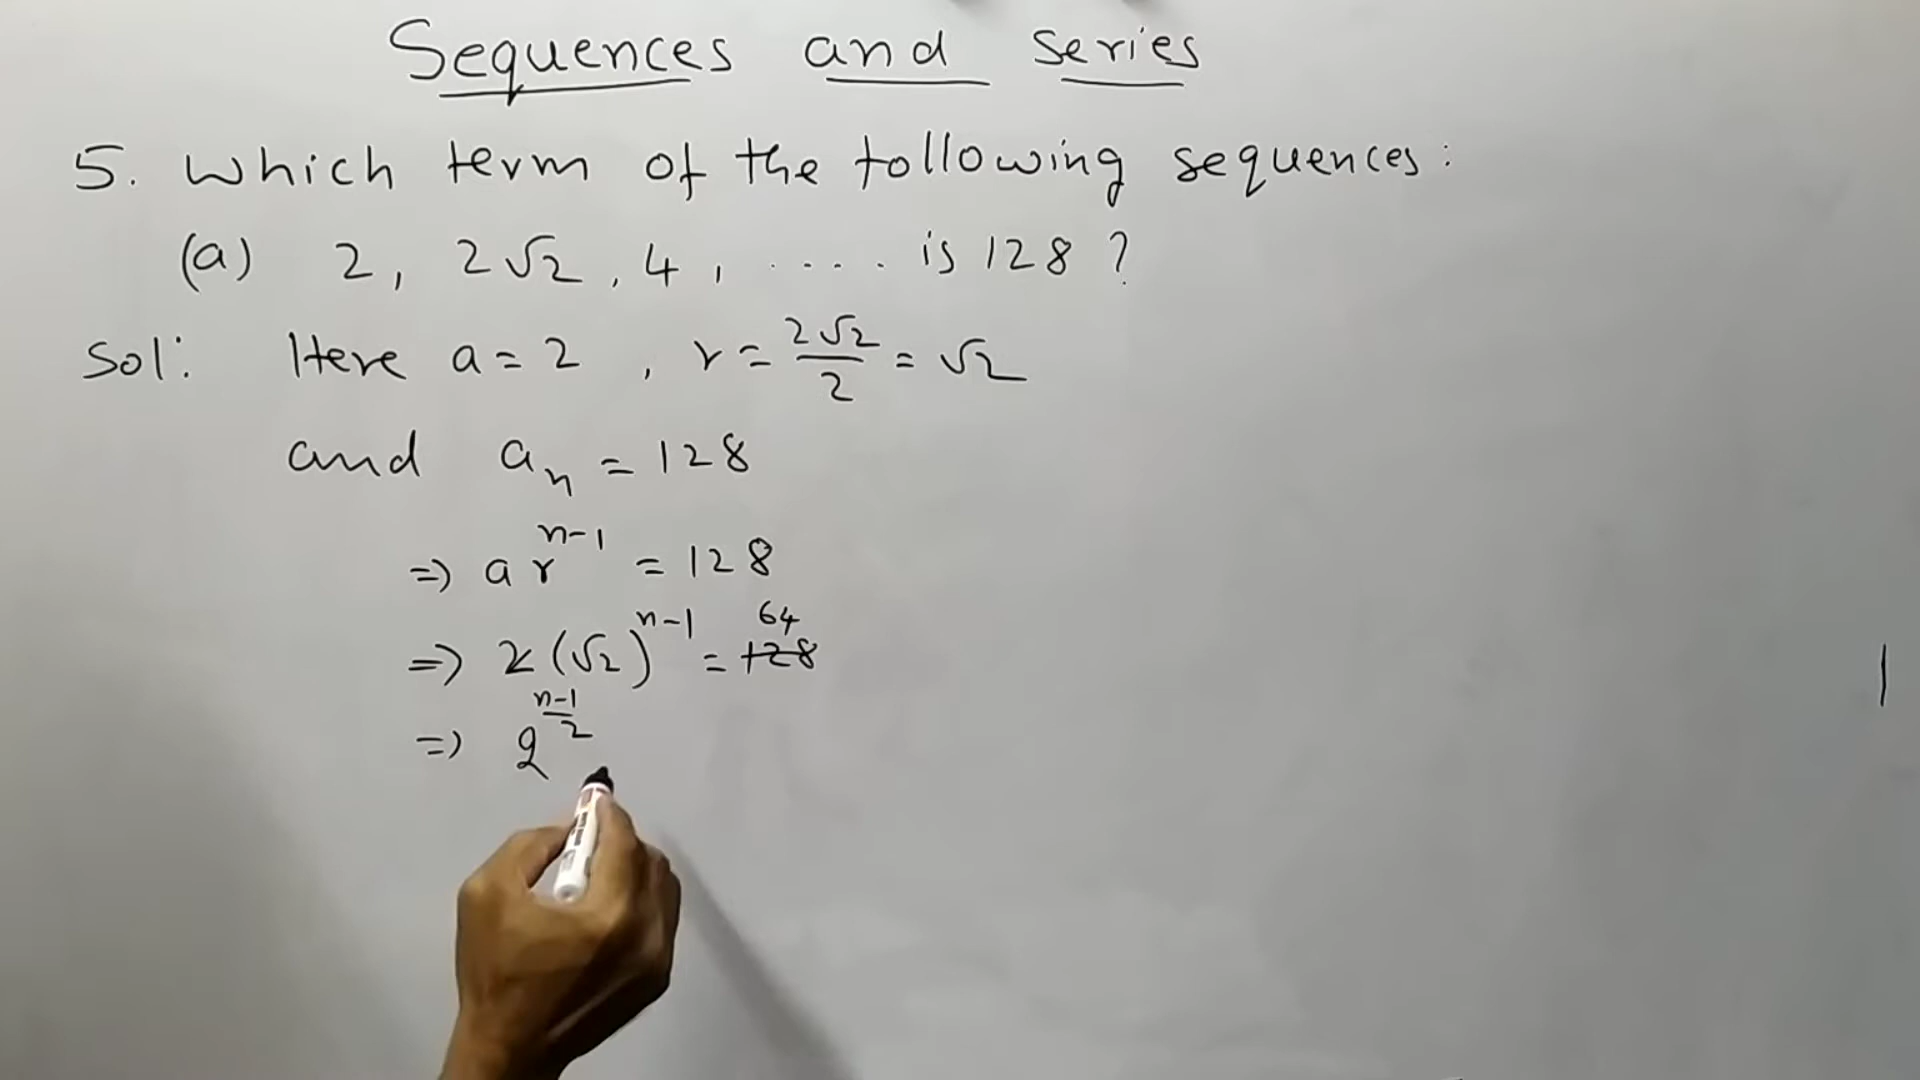 Sequences and series
5. Which term of the following sequences:
(a) 2, 2√2, 4, .... is 128 ?
Sol: Here a = 2 , r = 2√2/2 = √2
and aₙ = 128
⇒ a rⁿ⁻¹ = 128
⇒ 2 (√2)ⁿ⁻¹ = 128 64
⇒ 2^((n-1)/2)